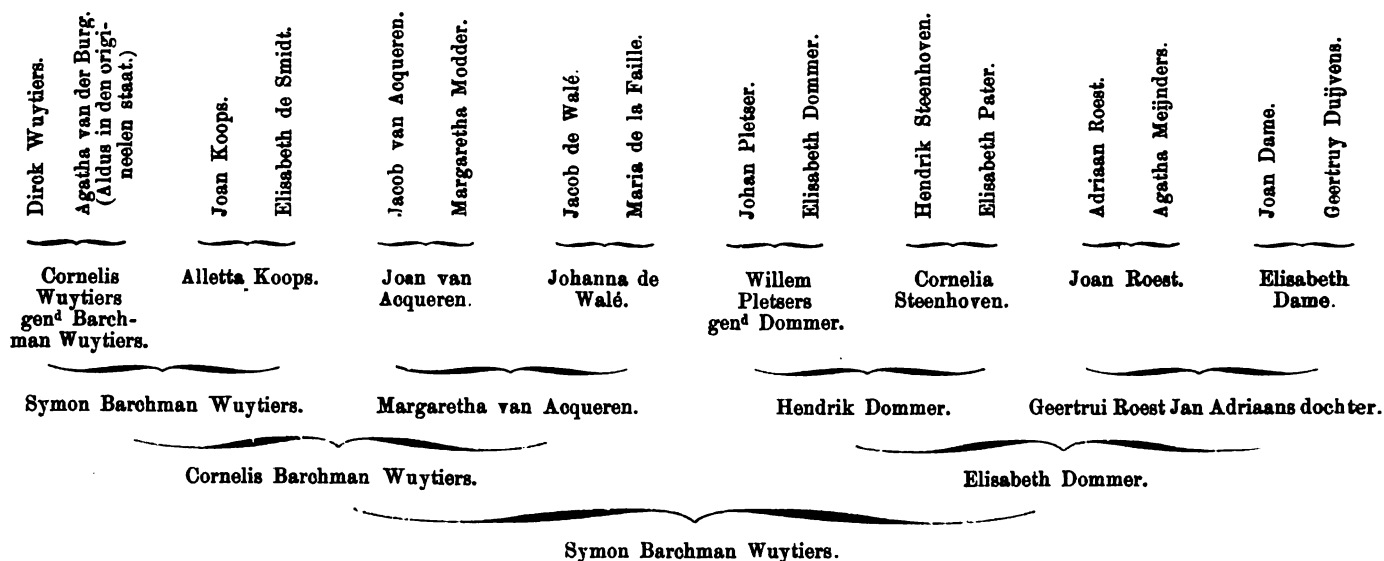 Dirck Wuytiers.
Agatha van der Burg.
(Aldus in den origi-
neelen staat.)
Joan Koops.
Elisabeth de Smidt.
Jacob van Acqueren.
Margaretha Modder.
Jacob de Walé.
Maria de la Faille.
Johan Pletser.
Elisabeth Dommer.
Hendrik Steenhoven.
Elisabeth Pater.
Adriaan Roest.
Agatha Meijnders.
Joan Dame.
Geertruy Duijvens.
Cornelis
Wuytiers
genᵈ Barch-
man Wuytiers.
Alletta Koops.
Joan van
Acqueren.
Johanna de
Walé.
Willem
Pletsers
genᵈ Dommer.
Cornelia
Steenhoven.
Joan Roest.
Elisabeth
Dame.
Symon Barchman Wuytiers.
Margaretha van Acqueren.
Hendrik Dommer.
Geertrui Roest Jan Adriaans dochter.
Cornelis Barchman Wuytiers.
Elisabeth Dommer.
Symon Barchman Wuytiers.